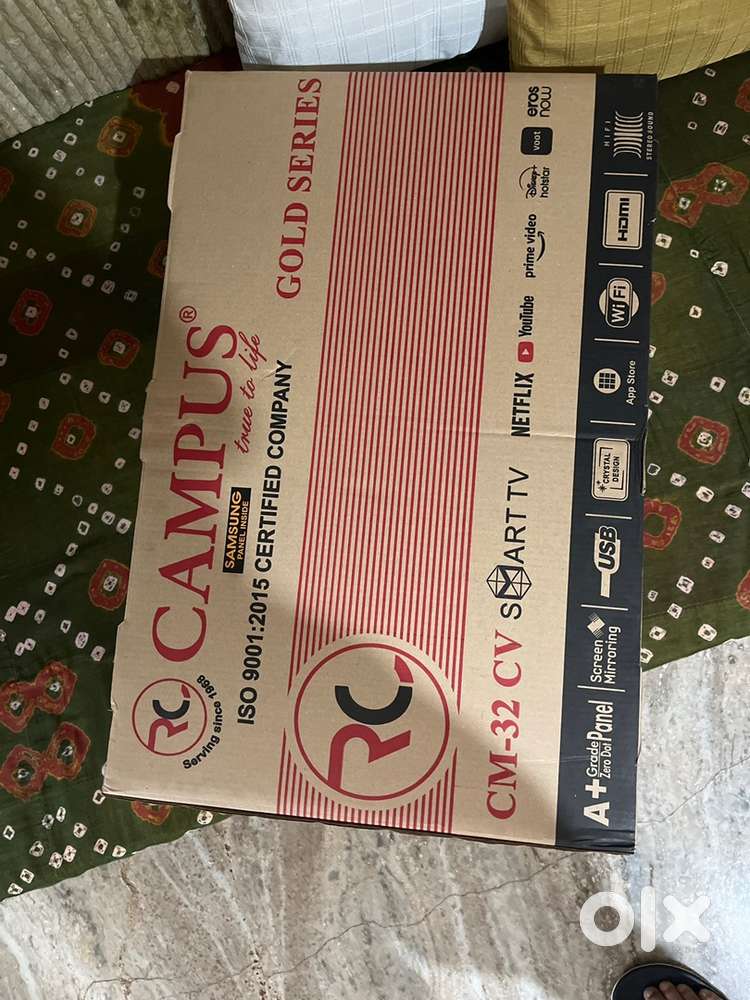 RC
Serving since 1968
CAMPUS®
true to life
SAMSUNG
PANEL INSIDE
ISO 9001:2015 CERTIFIED COMPANY
GOLD SERIES
RC
CM-32 CV
SMART TV
NETFLIX
YouTube
prime video
Disney+
hotstar
voot
eros
now
A+ Grade
Zero Dot Panel
Screen
Mirroring
USB
CRYSTAL
DESIGN
App Store
WiFi
HDMI
HIFI
STEREO SOUND
olx